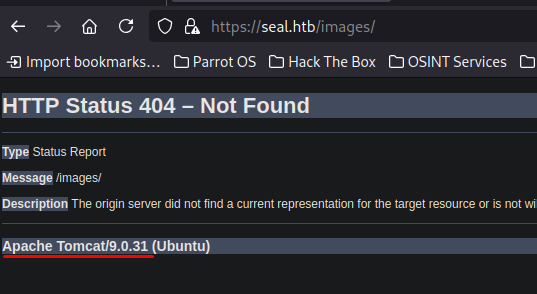 https://seal.htb/images/
Import bookmarks... Parrot OS Hack The Box OSINT Services
HTTP Status 404 – Not Found
Type Status Report
Message /images/
Description The origin server did not find a current representation for the target resource or is not
Apache Tomcat/9.0.31 (Ubuntu)